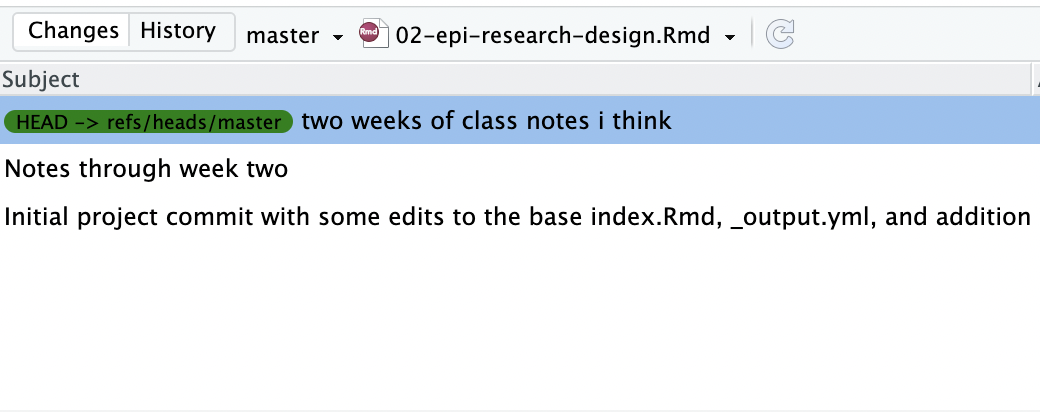 Changes History master Rmd 02-epi-research-design.Rmd
Subject
HEAD -> refs/heads/master two weeks of class notes i think
Notes through week two
Initial project commit with some edits to the base index.Rmd, _output.yml, and addition